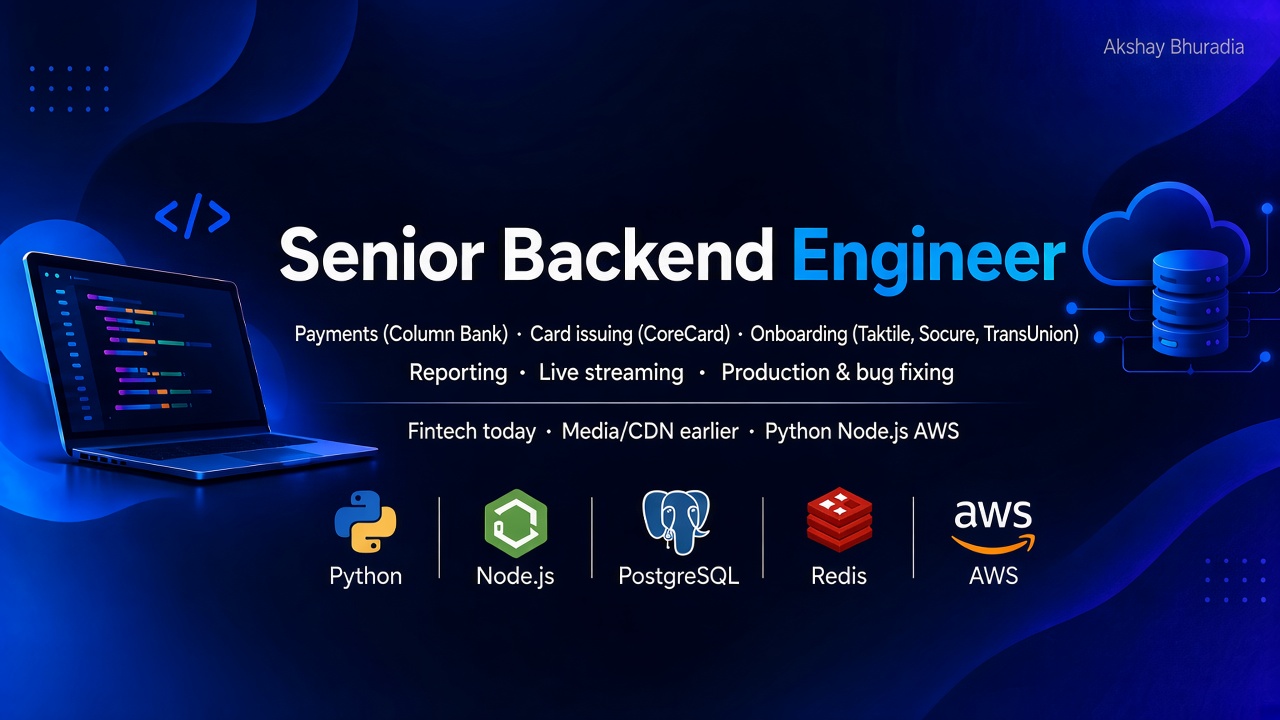 Akshay Bhuradia
</>
Senior Backend Engineer
Payments (Column Bank) · Card issuing (CoreCard) · Onboarding (Taktile, Socure, TransUnion)
Reporting · Live streaming · Production & bug fixing
Fintech today · Media/CDN earlier · Python Node.js AWS
aws
Python Node.js PostgreSQL Redis AWS